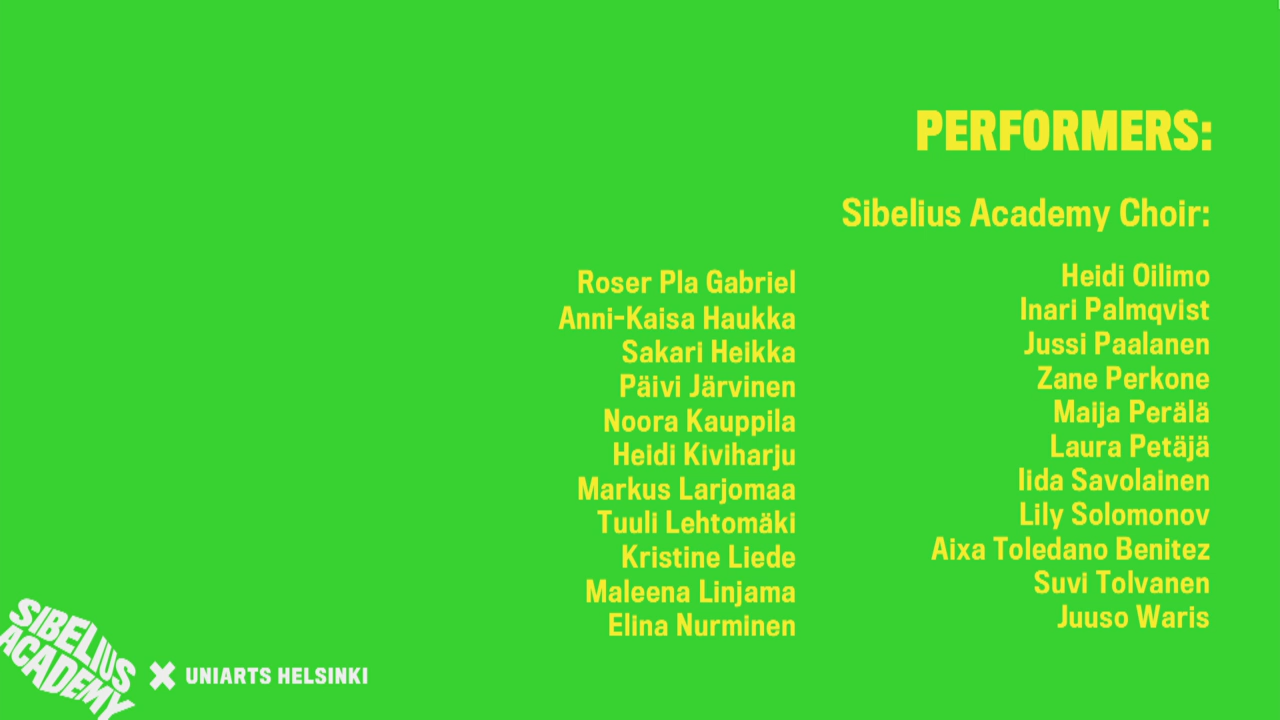 PERFORMERS:
Sibelius Academy Choir:
Roser Pla Gabriel
Anni-Kaisa Haukka
Sakari Heikka
Päivi Järvinen
Noora Kauppila
Heidi Kiviharju
Markus Larjomaa
Tuuli Lehtomäki
Kristine Liede
Maleena Linjama
Elina Nurminen
Heidi Oilimo
Inari Palmqvist
Jussi Paalanen
Zane Perkone
Maija Perälä
Laura Petäjä
Iida Savolainen
Lily Solomonov
Aixa Toledano Benitez
Suvi Tolvanen
Juuso Waris
SIBELIUS
ACADEMY
UNIARTS HELSINKI